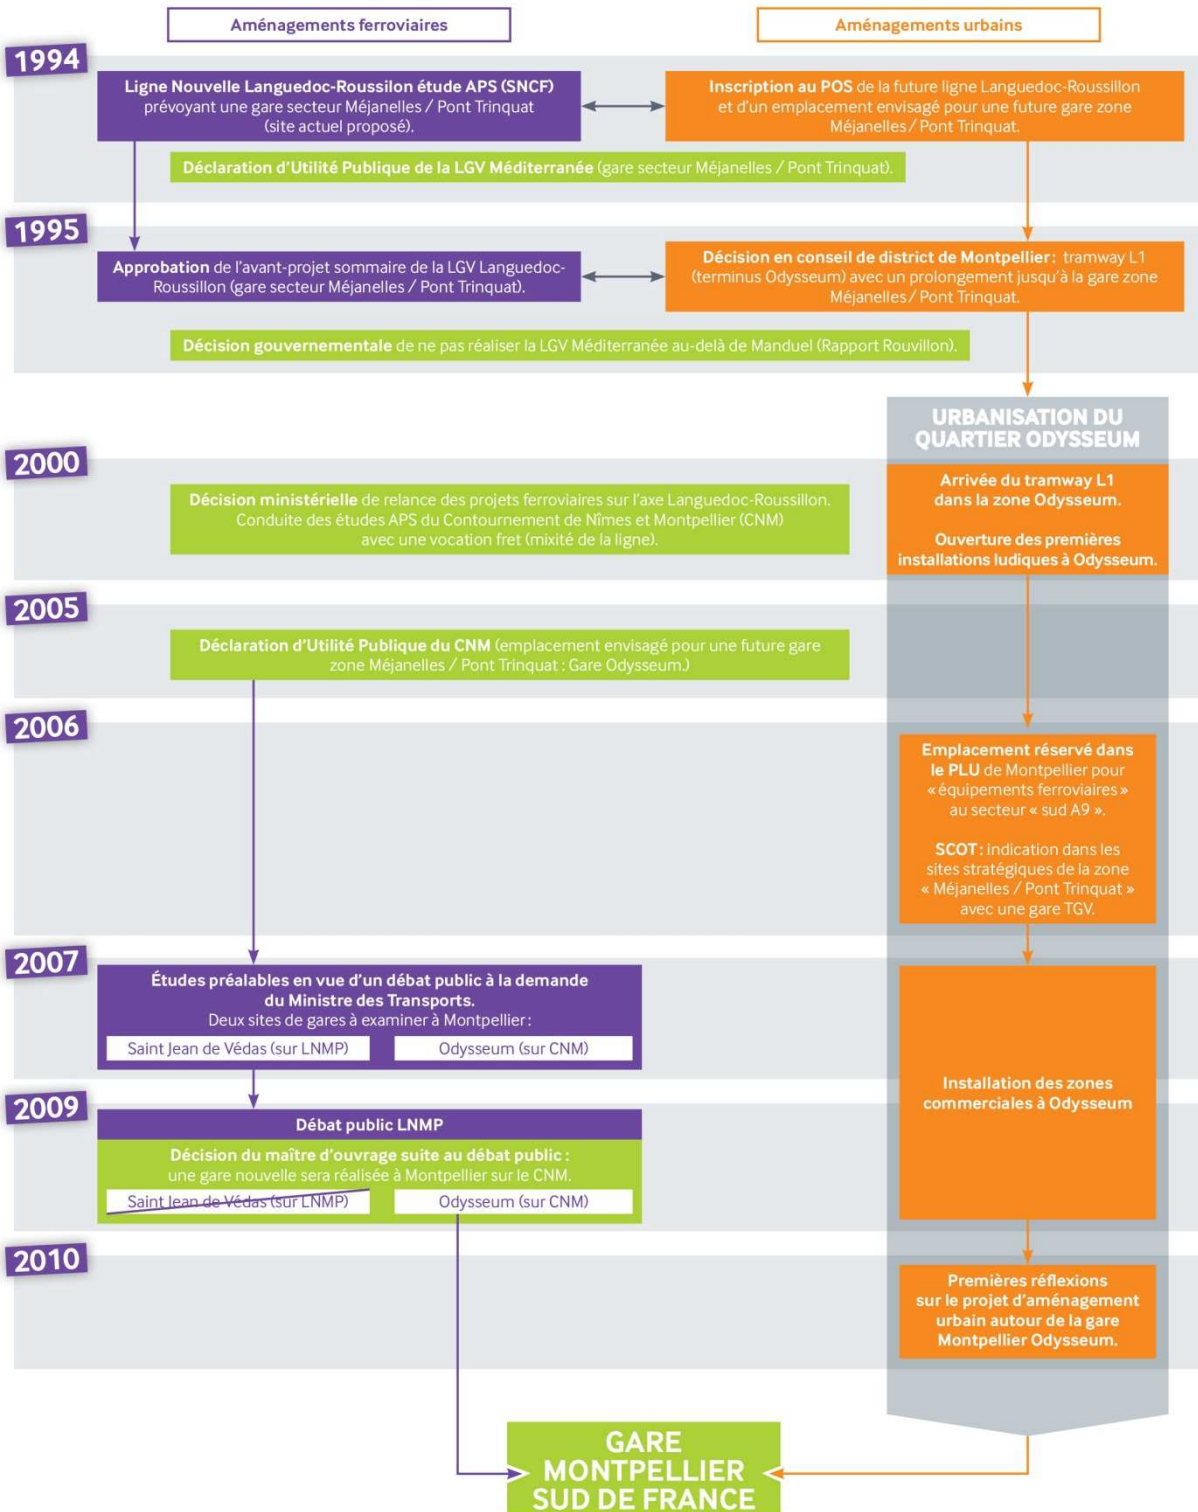 Aménagements ferroviaires
Aménagements urbains
1994
Ligne Nouvelle Languedoc-Roussilon étude APS (SNCF)
prévoyant une gare secteur Méjanelles / Pont Trinquat
(site actuel proposé).
Inscription au POS de la future ligne Languedoc-Roussillon
et d'un emplacement envisagé pour une future gare zone
Méjanelles / Pont Trinquat.
Déclaration d'Utilité Publique de la LGV Méditerranée (gare secteur Méjanelles / Pont Trinquat).
1995
Approbation de l'avant-projet sommaire de la LGV Languedoc-
Roussillon (gare secteur Méjanelles / Pont Trinquat).
Décision en conseil de district de Montpellier : tramway L1
(terminus Odysseum) avec un prolongement jusqu'à la gare zone
Méjanelles / Pont Trinquat.
Décision gouvernementale de ne pas réaliser la LGV Méditerranée au-delà de Manduel (Rapport Rouvillon).
URBANISATION DU
QUARTIER ODYSSEUM
2000
Décision ministérielle de relance des projets ferroviaires sur l'axe Languedoc-Roussillon.
Conduite des études APS du Contournement de Nîmes et Montpellier (CNM)
avec une vocation fret (mixité de la ligne).
Arrivée du tramway L1
dans la zone Odysseum.
Ouverture des premières
installations ludiques à Odysseum.
2005
Déclaration d'Utilité Publique du CNM (emplacement envisagé pour une future gare
zone Méjanelles / Pont Trinquat : Gare Odysseum.)
2006
Emplacement réservé dans
le PLU de Montpellier pour
« équipements ferroviaires »
au secteur « sud A9 ».
SCOT : indication dans les
sites stratégiques de la zone
« Méjanelles / Pont Trinquat »
avec une gare TGV.
2007
Études préalables en vue d'un débat public à la demande
du Ministre des Transports.
Deux sites de gares à examiner à Montpellier :
Saint Jean de Védas (sur LNMP)
Odysseum (sur CNM)
Installation des zones
commerciales à Odysseum
2009
Débat public LNMP
Décision du maître d'ouvrage suite au débat public :
une gare nouvelle sera réalisée à Montpellier sur le CNM.
Saint Jean de Védas (sur LNMP)
Odysseum (sur CNM)
2010
Premières réflexions
sur le projet d'aménagement
urbain autour de la gare
Montpellier Odysseum.
GARE
MONTPELLIER
SUD DE FRANCE